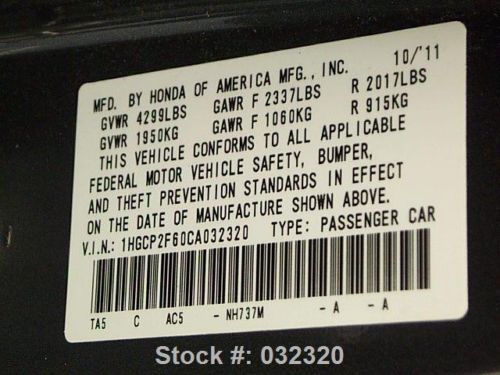 MFD. BY HONDA OF AMERICA MFG., INC. 10/'11
GVWR 4299LBS GAWR F 2337LBS R 2017LBS
GVWR 1950KG GAWR F 1060KG R 915KG
THIS VEHICLE CONFORMS TO ALL APPLICABLE
FEDERAL MOTOR VEHICLE SAFETY, BUMPER,
AND THEFT PREVENTION STANDARDS IN EFFECT
ON THE DATE OF MANUFACTURE SHOWN ABOVE.
V.I.N.: 1HGCP2F60CA032320 TYPE: PASSENGER CAR
TA5 C AC5 - NH737M - A - A
Stock #: 032320